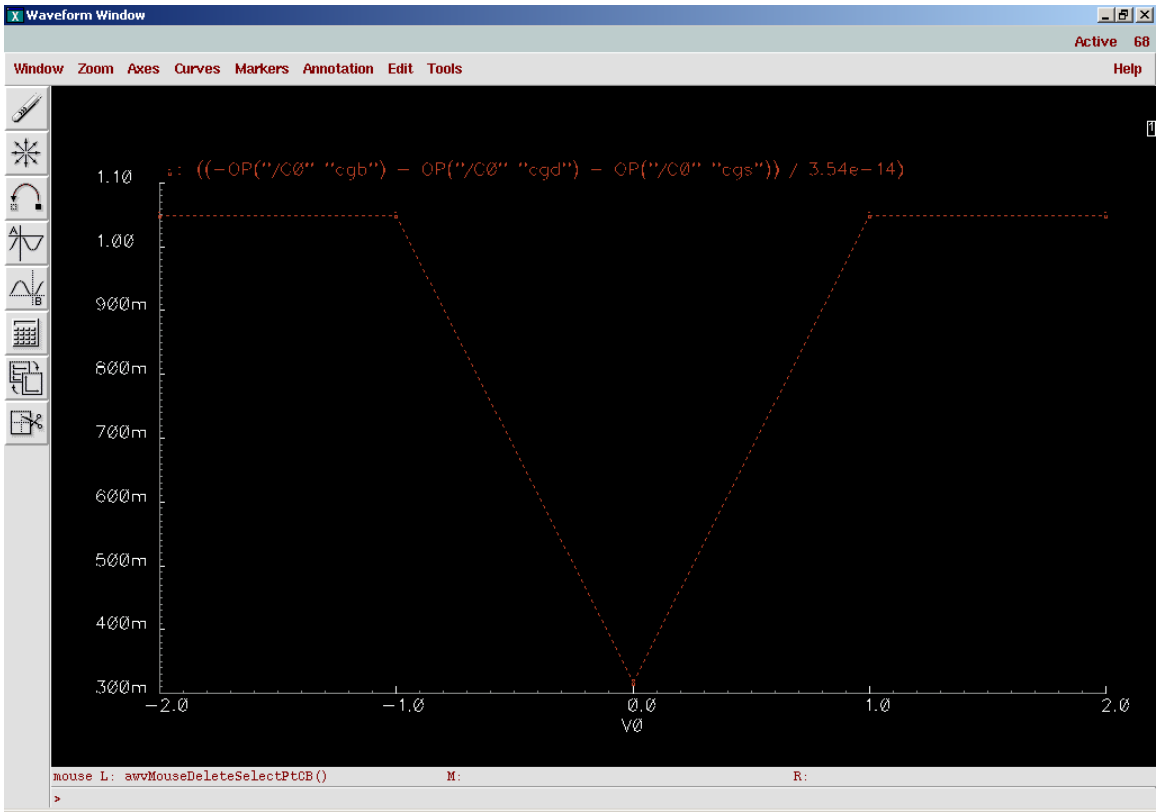 X Waveform Window
Active 68
Window Zoom Axes Curves Markers Annotation Edit Tools Help
1
A
B
: ((-OP("/C0" "cgb") - OP("/C0" "cgd") - OP("/C0" "cgs")) / 3.54e-14)
1.10
1.00
900m
800m
700m
600m
500m
400m
300m
-2.0 -1.0 0.0 1.0 2.0
V0
mouse L: awvMouseDeleteSelectPtCB() M: R:
>